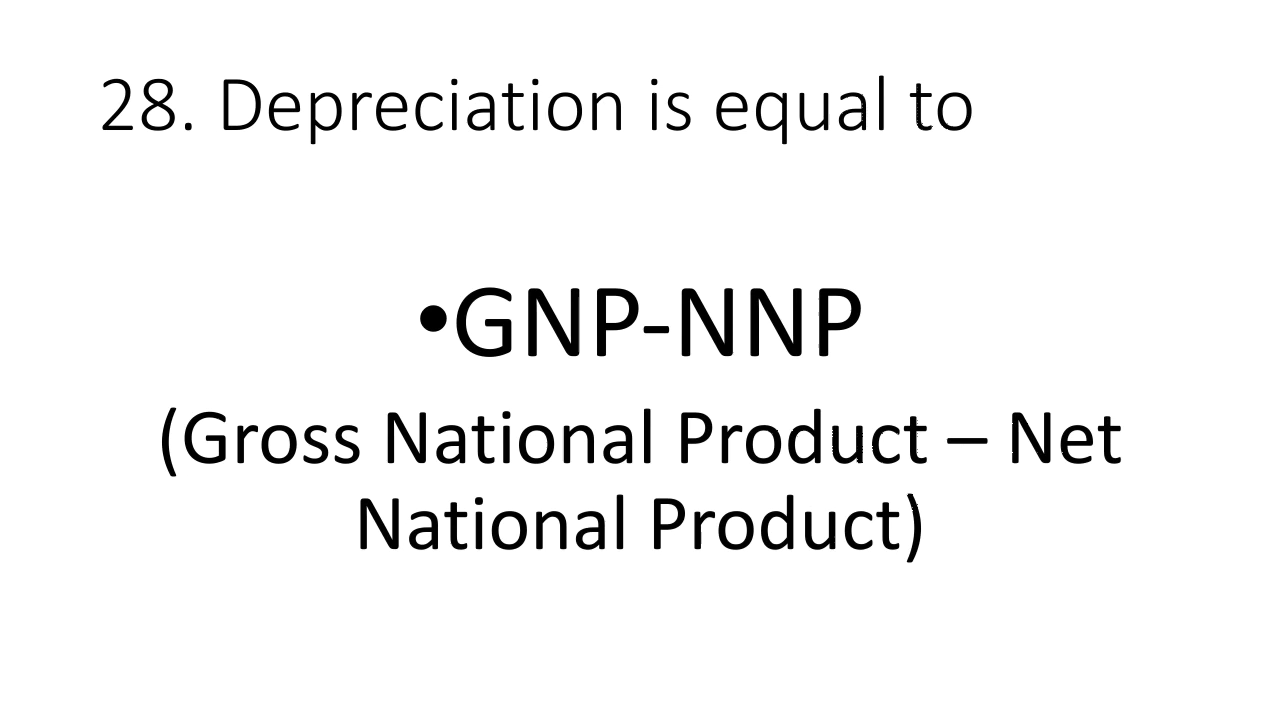 28. Depreciation is equal to
•GNP-NNP
(Gross National Product – Net
National Product)